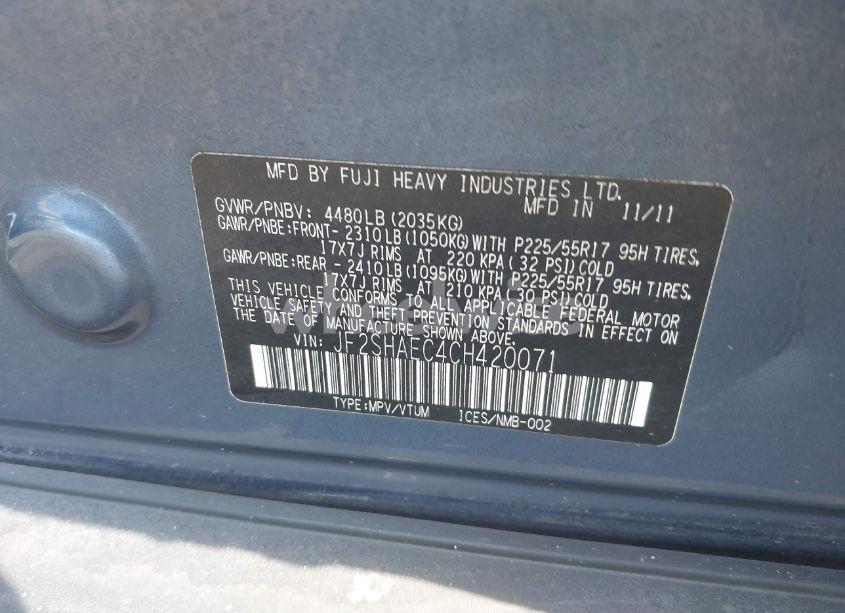 MFD BY FUJI HEAVY INDUSTRIES LTD.
MFD IN 11/11
GVWR/PNBV: 4480LB (2035KG)
GAWR/PNBE:FRONT- 2310LB (1050KG) WITH P225/55R17 95H TIRES,
17X7J RIMS AT 220 KPA ( 32 PSI) COLD
GAWR/PNBE:REAR - 2410LB (1095KG) WITH P225/55R17 95H TIRES,
17X7J RIMS AT 210 KPA ( 30 PSI) COLD
THIS VEHICLE CONFORMS TO ALL APPLICABLE FEDERAL MOTOR
VEHICLE SAFETY AND THEFT PREVENTION STANDARDS IN EFFECT ON
THE DATE OF MANUFACTURE SHOWN ABOVE.
VIN: JF2SHAEC4CH420071
TYPE:MPV/VTUM ICES/NMB-002